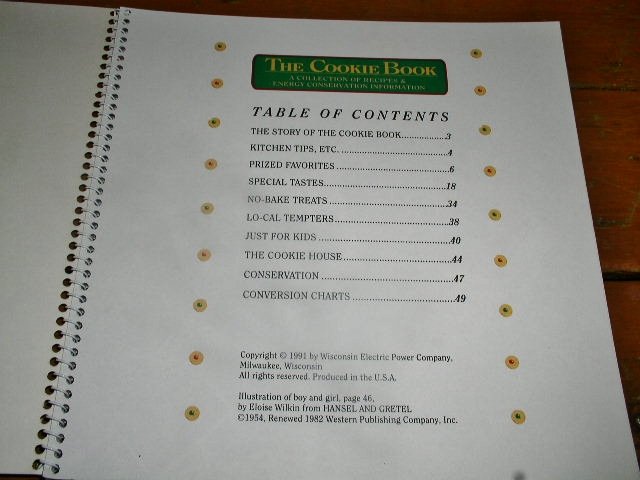 THE COOKIE BOOK
A COLLECTION OF RECIPES &
ENERGY CONSERVATION INFORMATION
TABLE OF CONTENTS
THE STORY OF THE COOKIE BOOK..................3
KITCHEN TIPS, ETC. ..........................................4
PRIZED FAVORITES ............................................6
SPECIAL TASTES................................................18
NO-BAKE TREATS ..............................................34
LO-CAL TEMPTERS............................................38
JUST FOR KIDS ..................................................40
THE COOKIE HOUSE..........................................44
CONSERVATION ................................................47
CONVERSION CHARTS ......................................49
Copyright © 1991 by Wisconsin Electric Power Company,
Milwaukee, Wisconsin
All rights reserved. Produced in the U.S.A.
Illustration of boy and girl, page 46,
by Eloise Wilkin from HANSEL AND GRETEL
©1954, Renewed 1982 Western Publishing Company, Inc.